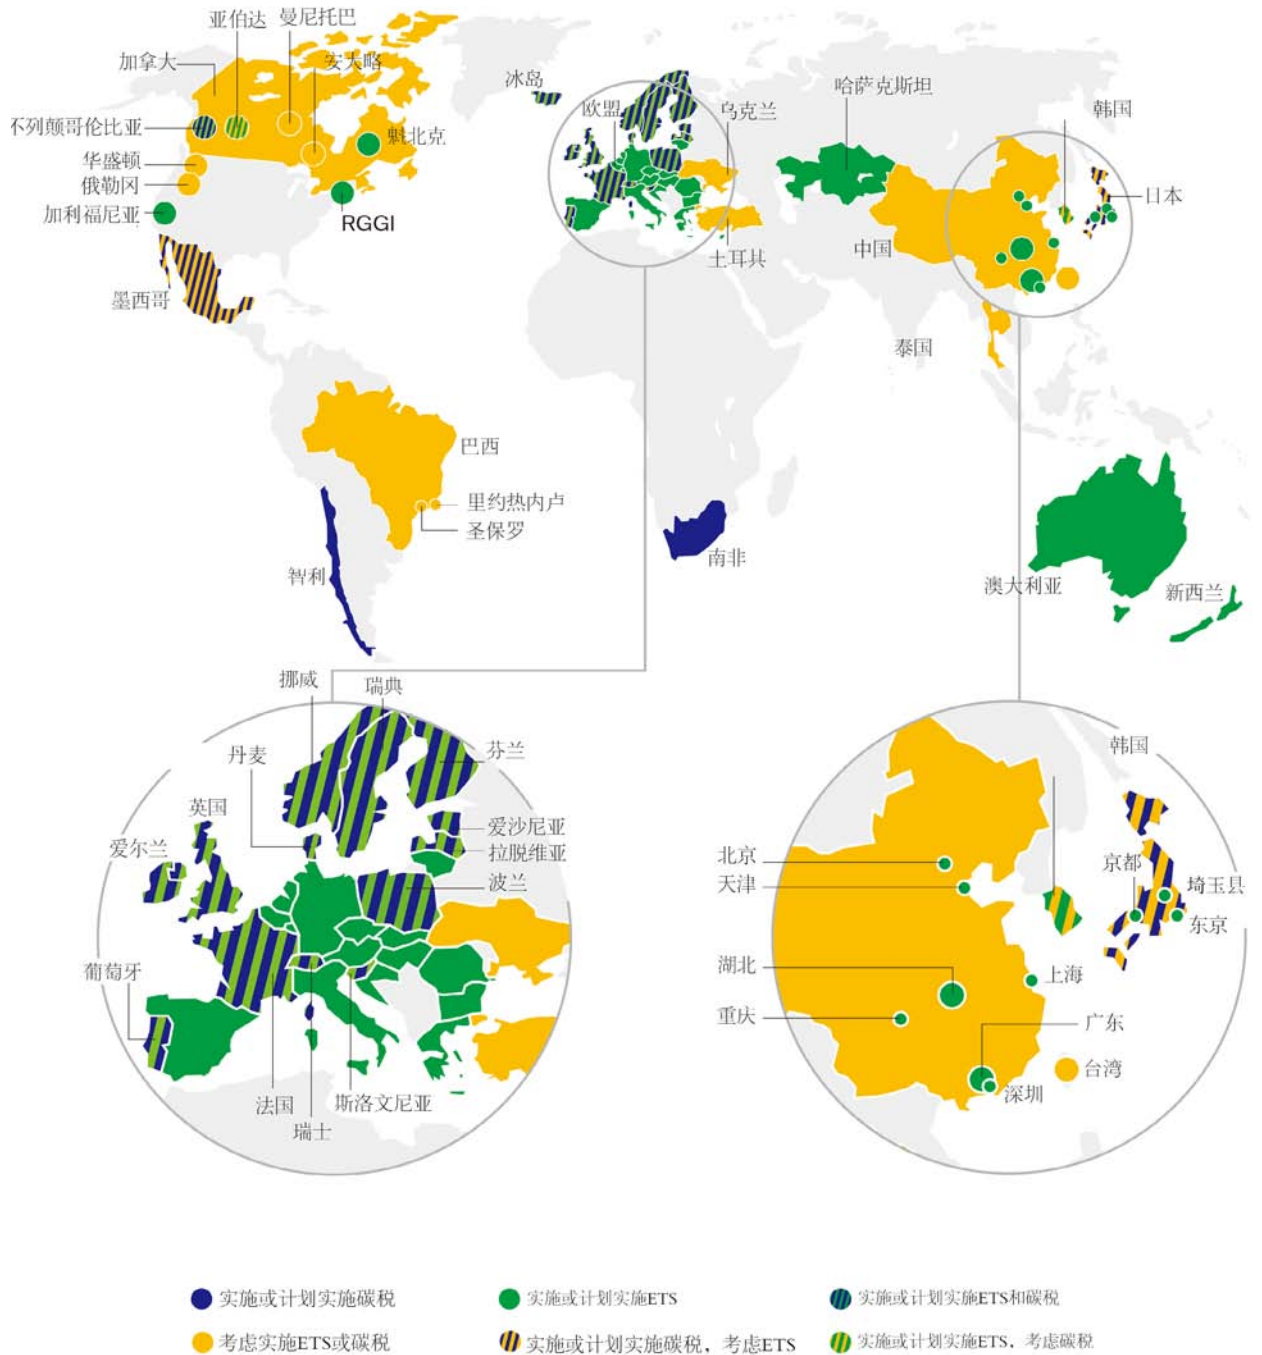 亚伯达
曼尼托巴
加拿大
安大略
不列颠哥伦比亚
魁北克
华盛顿
俄勒冈
加利福尼亚
RGGI
墨西哥
冰岛
欧盟
乌克兰
哈萨克斯坦
韩国
日本
土耳其
中国
泰国
巴西
里约热内卢
圣保罗
智利
南非
澳大利亚
新西兰
挪威
瑞典
丹麦
芬兰
英国
爱沙尼亚
爱尔兰
拉脱维亚
波兰
葡萄牙
法国
斯洛文尼亚
瑞士
韩国
北京
京都
天津
埼玉县
东京
湖北
上海
重庆
广东
台湾
深圳
实施或计划实施碳税
实施或计划实施ETS
实施或计划实施ETS和碳税
考虑实施ETS或碳税
实施或计划实施碳税，考虑ETS
实施或计划实施ETS，考虑碳税